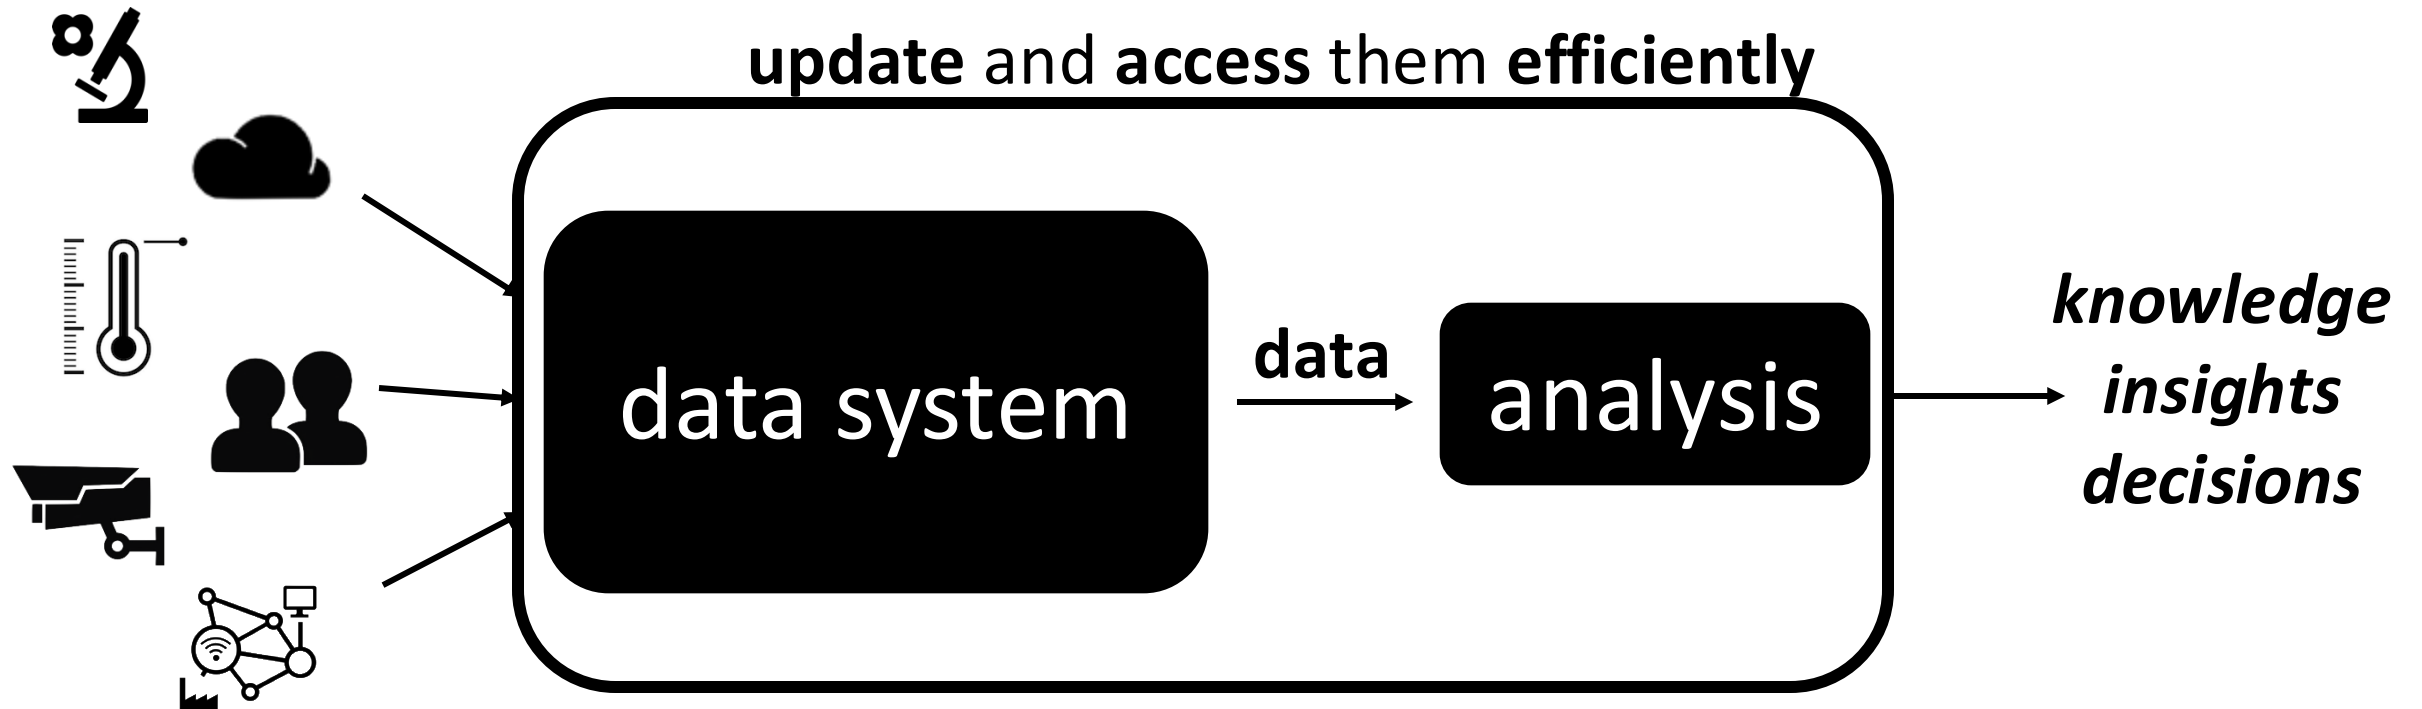 update and access them efficiently
data system
data
analysis
knowledge
insights
decisions